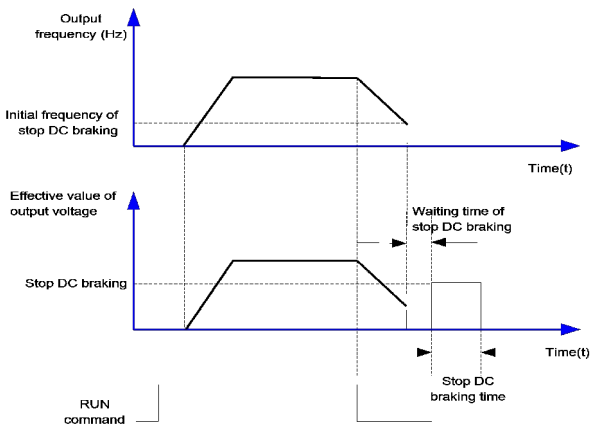 Output
frequency (Hz)
Initial frequency of
stop DC braking
Time(t)
Effective value of
output voltage
Waiting time of
stop DC braking
Stop DC braking
Time(t)
Stop DC
braking time
RUN
command